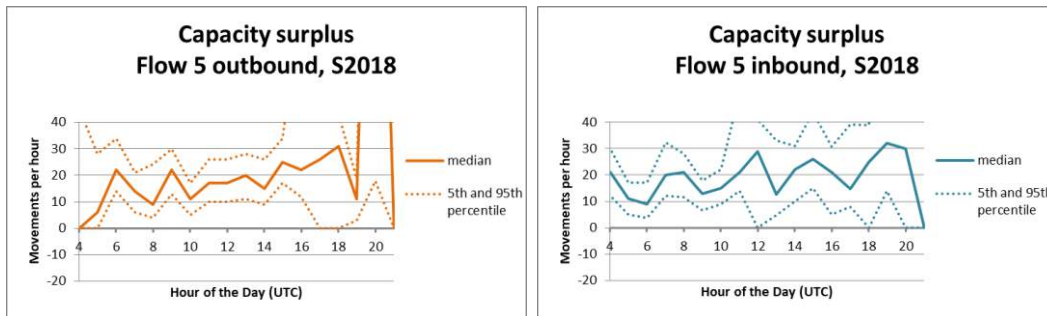 Capacity surplus
Flow 5 outbound, S2018
Movements per hour
40
30
20
10
0
-10
-20
4 6 8 10 12 14 16 18 20
Hour of the Day (UTC)
median
5th and 95th
percentile
Capacity surplus
Flow 5 inbound, S2018
Movements per hour
40
30
20
10
0
-10
-20
4 6 8 10 12 14 16 18 20
Hour of the Day (UTC)
median
5th and 95th
percentile